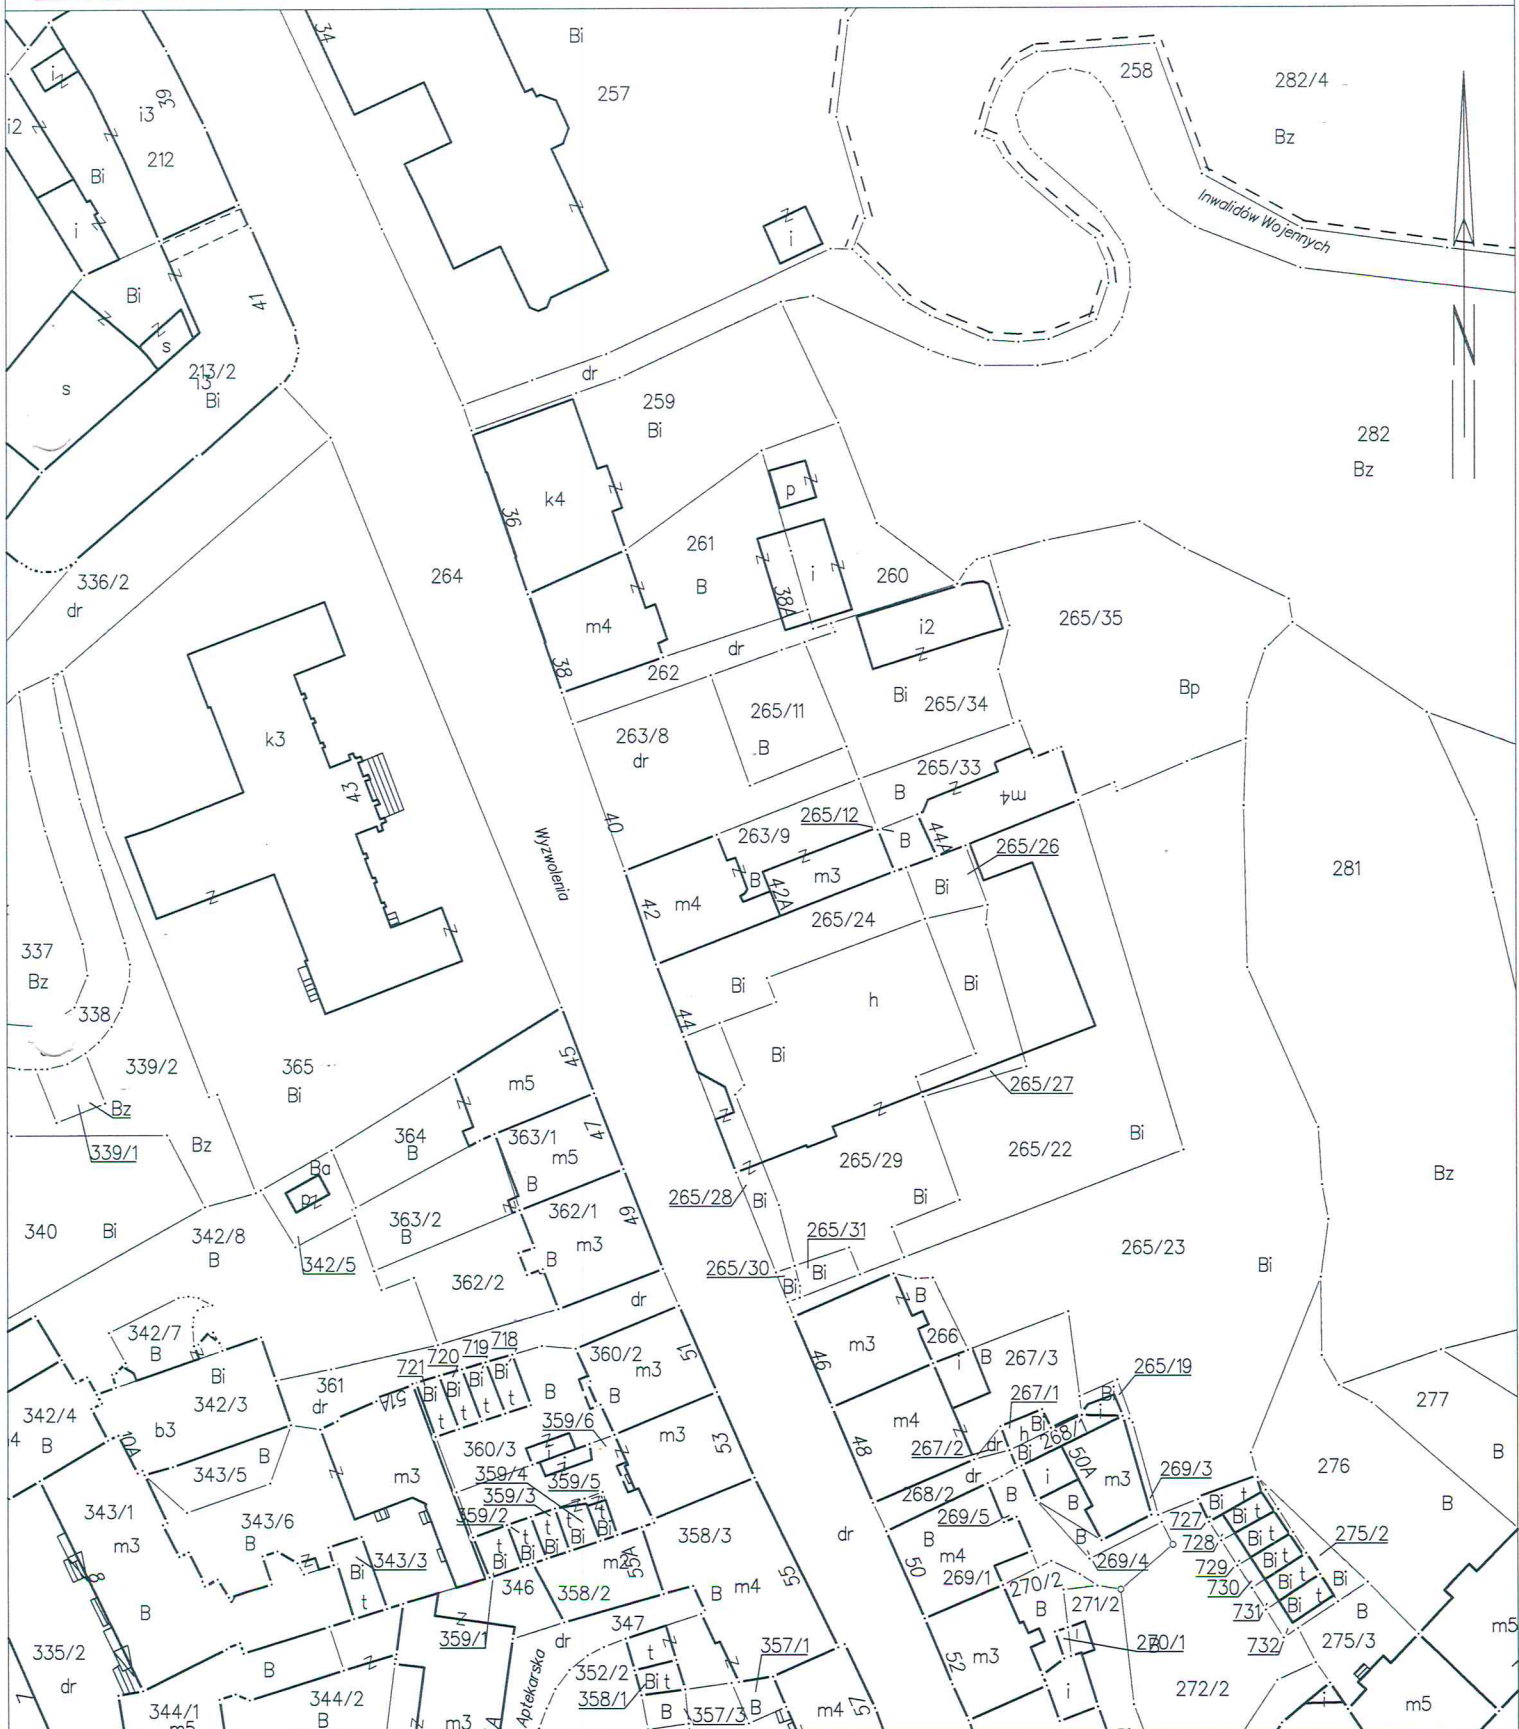 34
Bi
257
258
282/4
Bz
i
i3
39
i2
212
Bi
i
Inwalidów Wojennych
i
Bi
41
s
s
213/2
i3
Bi
dr
259
Bi
282
Bz
k4
36
p
261
B
i
38A
260
264
336/2
dr
m4
38
dr
262
i2
265/35
Bi
265/34
Bp
265/11
B
263/8
dr
k3
43
265/33
B
m4
40
263/9
265/12
B
44A
265/26
Wyzwolenia
B
42A
m3
Bi
m4
42
265/24
281
337
Bz
338
Bi
h
Bi
44
Bi
339/2
365
Bi
45
m5
265/27
Bz
339/1
Bz
364
B
363/1
m5
47
265/22
Bi
265/29
Bi
Ba
p
B
265/28
Bi
Bz
340
Bi
342/8
B
363/2
B
362/1
m3
49
B
342/5
362/2
265/31
Bi
265/30
Bi
265/23
Bi
dr
342/7
B
718
719
720
721
360/2
m3
51
m3
46
B
266
i
B
267/3
Bi
342/3
361
dr
51A
Bi
Bi
Bi
Bi
t
t
t
t
B
B
267/1
265/19
B
i
277
342/4
B
4
b3
10A
B
359/6
m3
53
m4
48
h
Bi
268/1
267/2
dr
Bi
B
276
B
343/5
m3
360/3
i
i
359/4
359/5
359/3
359/2
i
50A
m3
269/3
dr
268/2
269/5
B
B
B
343/1
m3
343/6
B
8
343/3
Bi
t
t
t
t
t
Bi
Bi
Bi
Bi
m2
55A
358/3
358/2
346
359/1
dr
B
m4
50
269/1
269/4
727
728
729
730
731
732
Bi
t
Bi
t
Bi
t
Bi
t
Bi
t
275/2
Bi
B
275/3
m4
55
B
B
270/2
B
271/2
270/1
B
i
335/2
dr
B
347
dr
t
352/2
Bi
t
358/1
357/1
m3
52
i
272/2
m5
344/1
m5
344/2
B
m3
Aptekarska
B
357/3
B
m4
57
i
m5